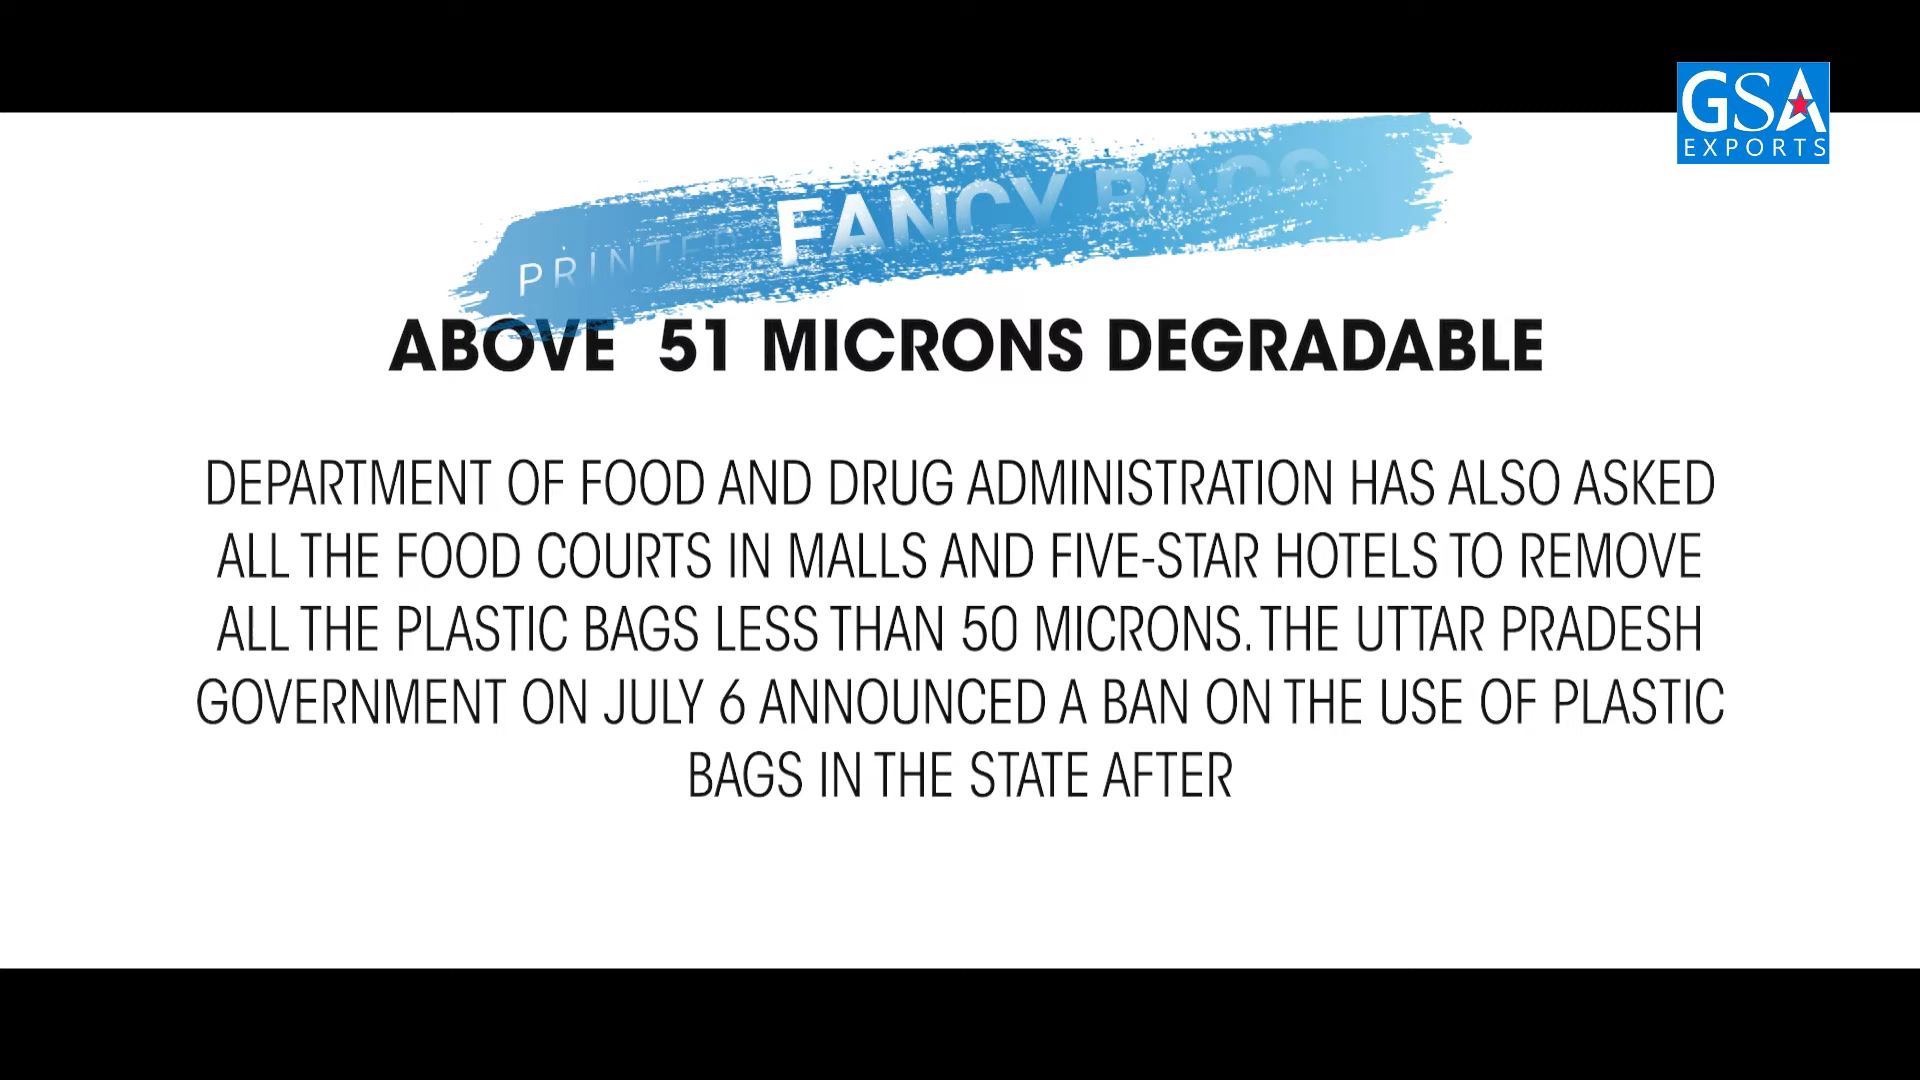 GSA
EXPORTS
PRINTED FANCY BAGS
ABOVE 51 MICRONS DEGRADABLE
DEPARTMENT OF FOOD AND DRUG ADMINISTRATION HAS ALSO ASKED
ALL THE FOOD COURTS IN MALLS AND FIVE-STAR HOTELS TO REMOVE
ALL THE PLASTIC BAGS LESS THAN 50 MICRONS. THE UTTAR PRADESH
GOVERNMENT ON JULY 6 ANNOUNCED A BAN ON THE USE OF PLASTIC
BAGS IN THE STATE AFTER